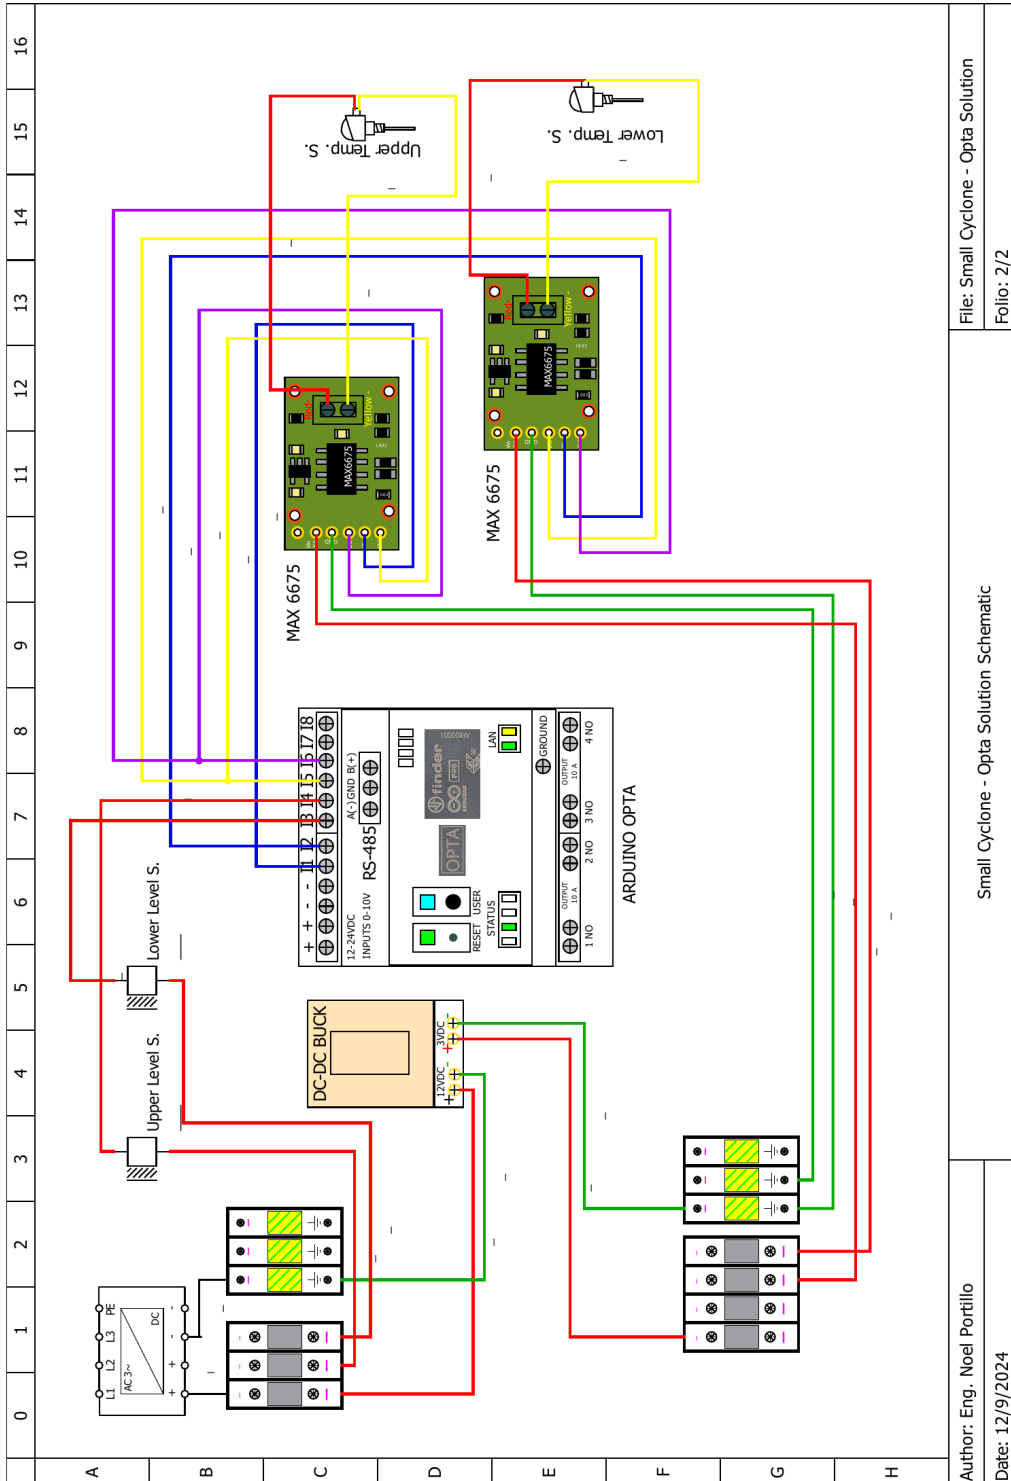 16
15
14
13
12
11
10
9
8
7
6
5
4
3
2
1
0
A
B
C
D
E
F
G
H
Upper Temp. S.
Lower Temp. S.
Red-
Yellow -
MAX6675
MAX 6675
Red-
Yellow -
MAX6675
MAX 6675
+ + - - I1 I2 I3 I4 I5 I6 I7 I8
12-24VDC
INPUTS 0-10V
RS-485
A(-) GND B(+)
finder
PRO
ARDUINO
AFX00001
OPTA
LAN
RESET
USER
STATUS
GROUND
OUTPUT
10 A
OUTPUT
10 A
1 NO
2 NO
3 NO
4 NO
ARDUINO OPTA
Lower Level S.
Upper Level S.
DC-DC BUCK
12VDC
+ -
3VDC
+ -
L1 L2 L3 PE
AC 3~
DC
+ + - -
Author: Eng. Noel Portillo
Date: 12/9/2024
Small Cyclone - Opta Solution Schematic
File: Small Cyclone - Opta Solution
Folio: 2/2